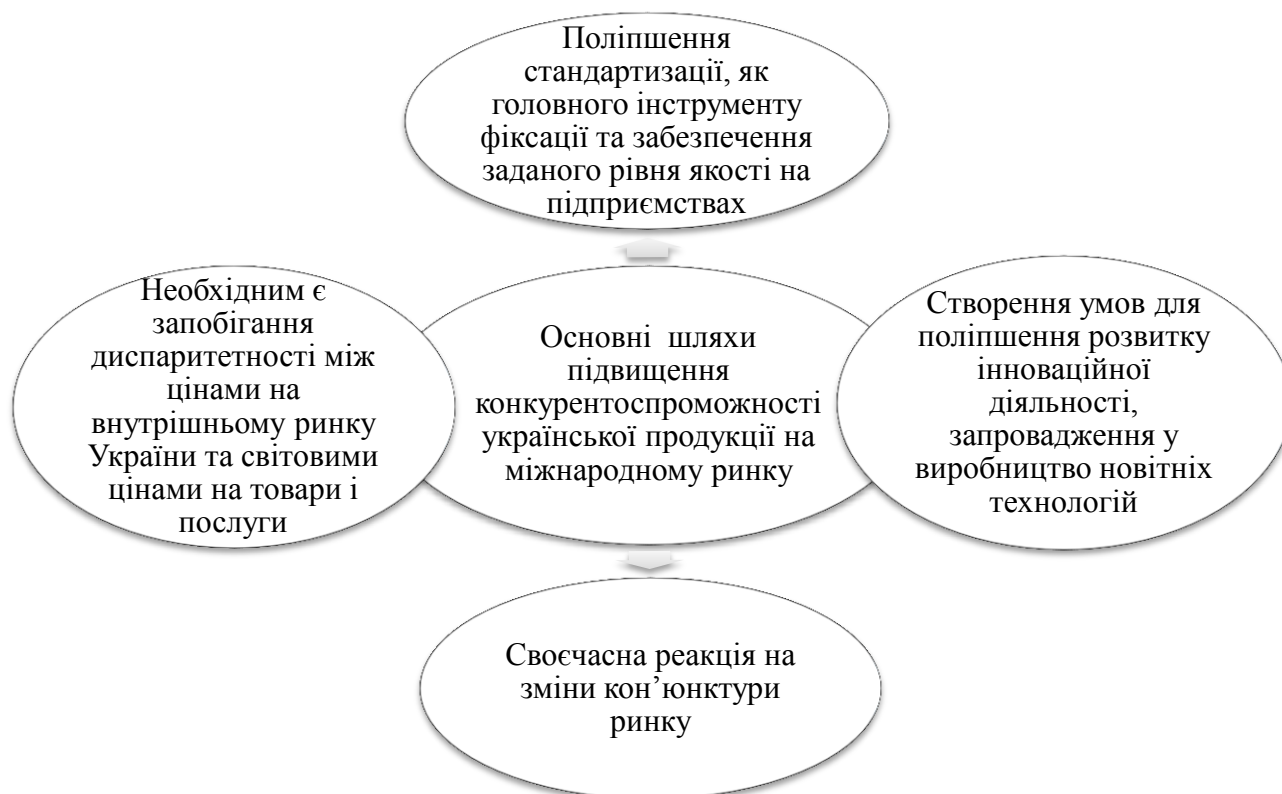 Поліпшення
стандартизації, як
головного інструменту
фіксації та забезпечення
заданого рівня якості на
підприємствах
Необхідним є
запобігання
диспаритетності між
цінами на
внутрішньому ринку
України та світовими
цінами на товари і
послуги
Основні шляхи
підвищення
конкурентоспроможності
української продукції на
міжнародному ринку
Створення умов для
поліпшення розвитку
інноваційної
діяльності,
запровадження у
виробництво новітніх
технологій
Своєчасна реакція на
зміни кон’юнктури
ринку